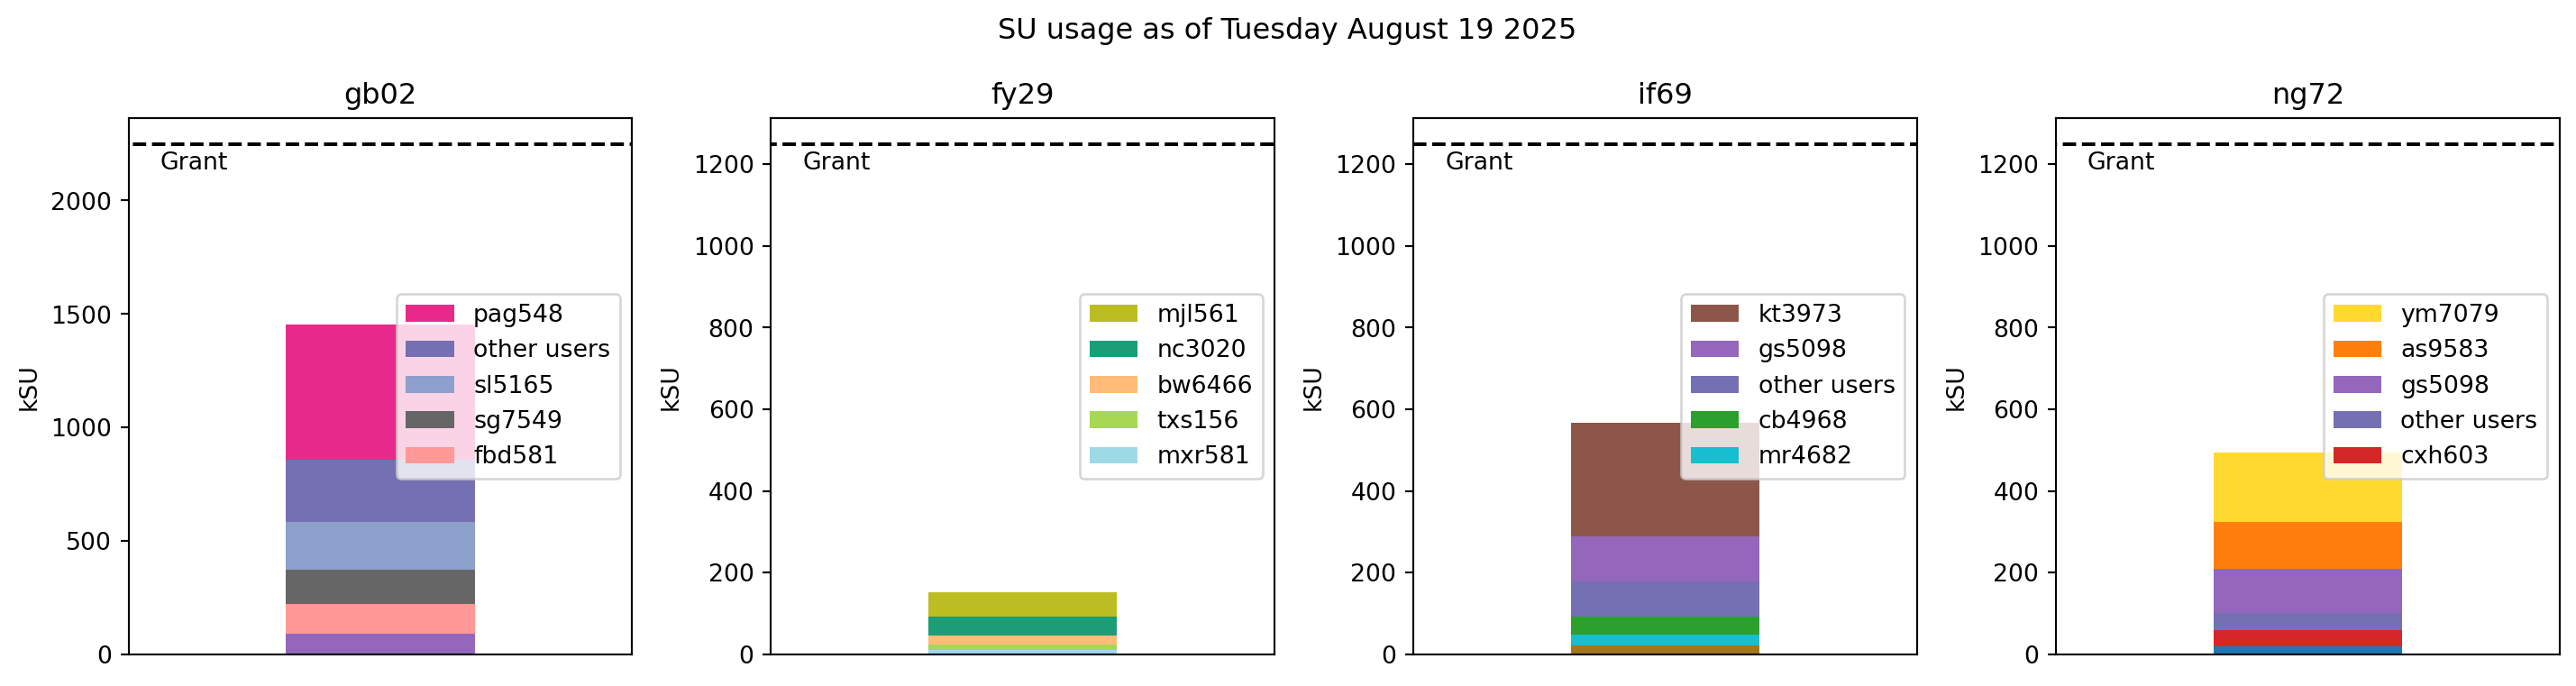 SU usage as of Tuesday August 19 2025
gb02
kSU
2000
1500
1000
500
0
Grant
pag548
other users
sl5165
sg7549
fbd581
fy29
kSU
1200
1000
800
600
400
200
0
Grant
mjl561
nc3020
bw6466
txs156
mxr581
if69
kSU
1200
1000
800
600
400
200
0
Grant
kt3973
gs5098
other users
cb4968
mr4682
ng72
kSU
1200
1000
800
600
400
200
0
Grant
ym7079
as9583
gs5098
other users
cxh603